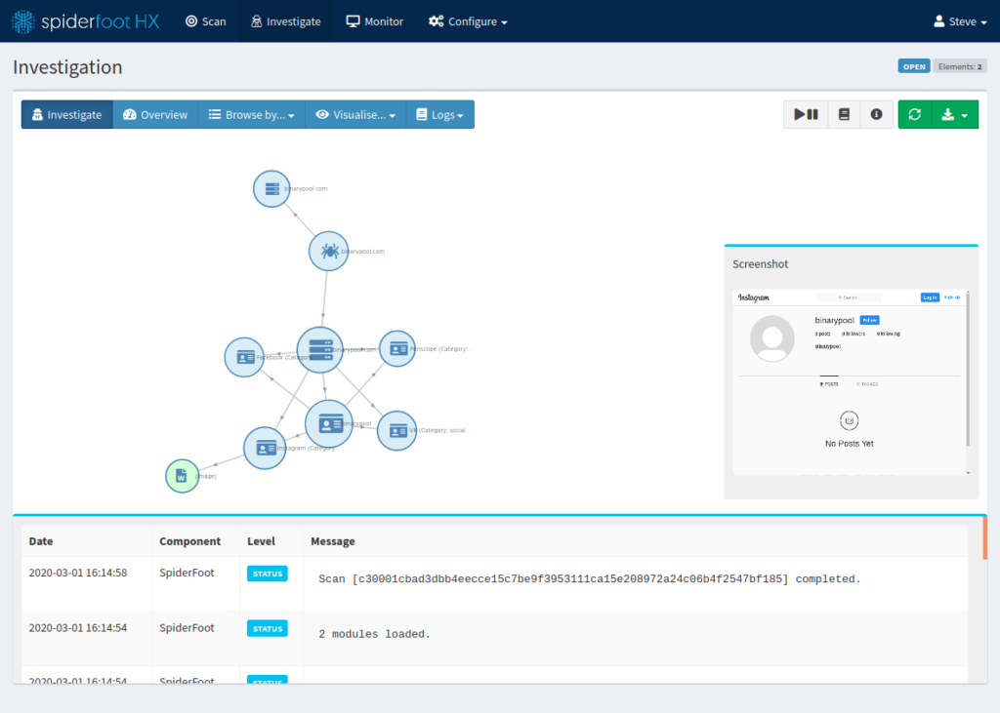 spiderfoot HX
Scan
Investigate
Monitor
Configure
Steve
Investigation
OPEN
Elements: 2
Investigate
Overview
Browse by...
Visualise...
Logs
binarypool.com
binarypool.com
binarypool.com
Periscope (Category:...
Facebook (Category
binarypool
VK (Category: social..
Instagram (Category
(image)
Screenshot
Instagram
Search
Log In
Sign Up
binarypool
Follow
0 posts
0 followers
0 following
binarypool
POSTS
TAGGED
No Posts Yet
Date Component Level Message
2020-03-01 16:14:58 SpiderFoot STATUS Scan [c30001cbad3dbb4eecce15c7be9f3953111ca15e208972a24c06b4f2547bf185] completed.
2020-03-01 16:14:54 SpiderFoot STATUS 2 modules loaded.
2020-03-01 16:14:54 SpiderFoot STATUS